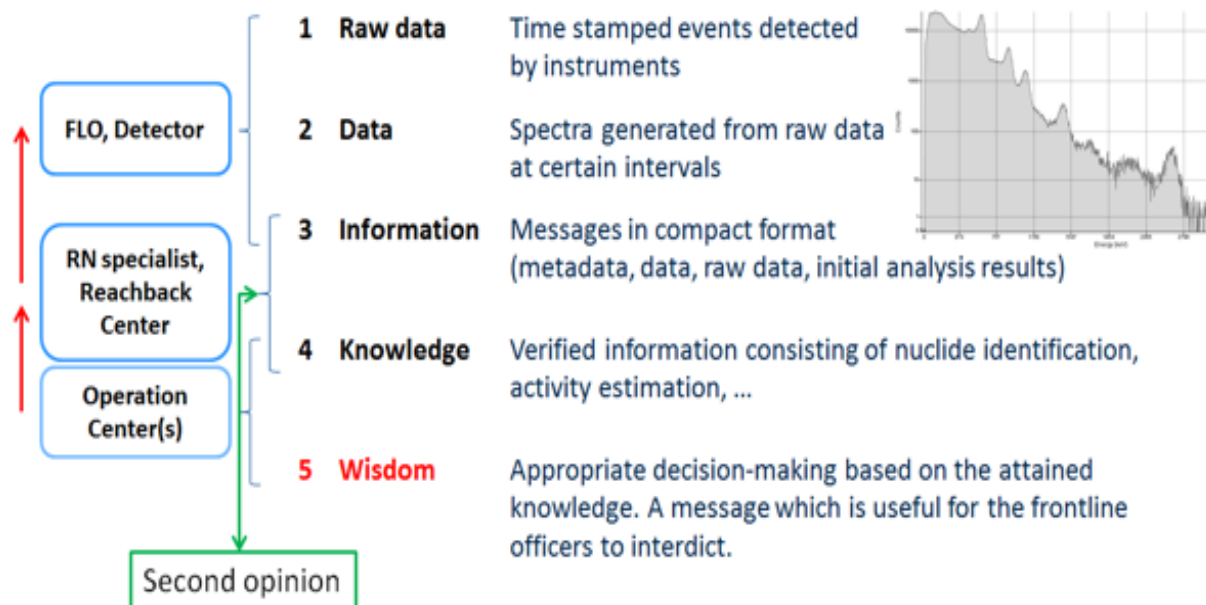 FLO, Detector
RN specialist,
Reachback
Center
Operation
Center(s)
1 Raw data Time stamped events detected
by instruments
2 Data Spectra generated from raw data
at certain intervals
3 Information Messages in compact format
(metadata, data, raw data, initial analysis results)
4 Knowledge Verified information consisting of nuclide identification,
activity estimation, ...
5 Wisdom Appropriate decision-making based on the attained
knowledge. A message which is useful for the frontline
officers to interdict.
Second opinion
Counts
Energy (keV)